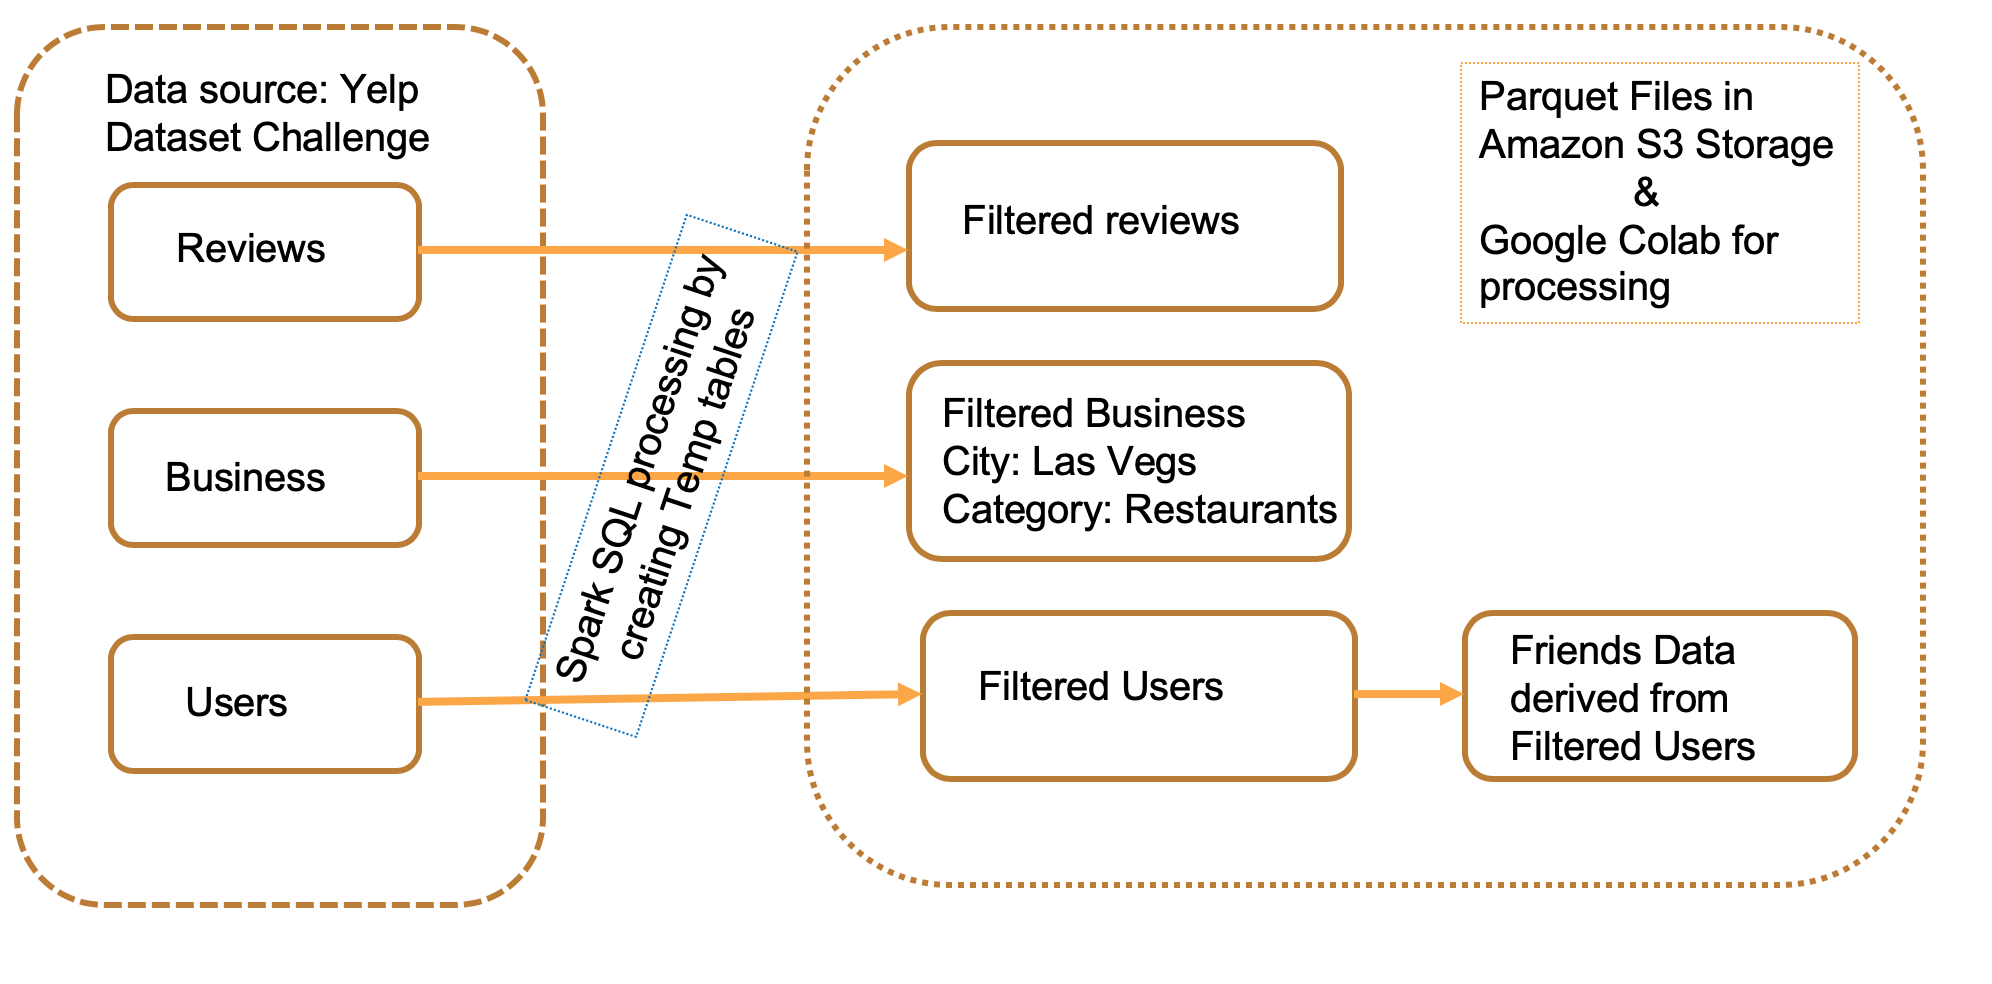 Data source: Yelp
Dataset Challenge
Reviews
Business
Users
Spark SQL processing by
creating Temp tables
Filtered reviews
Filtered Business
City: Las Vegs
Category: Restaurants
Filtered Users
Friends Data
derived from
Filtered Users
Parquet Files in
Amazon S3 Storage
&
Google Colab for
processing